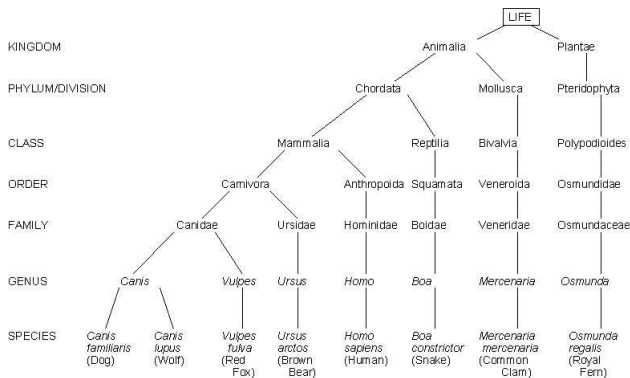 LIFE
KINGDOM Animalia Plantae
PHYLUM/DIVISION Chordata Mollusca Pteridophyta
CLASS Mammalia Reptilia Bivalvia Polypodioides
ORDER Carnivora Anthropoida Squamata Veneroida Osmundidae
FAMILY Canidae Ursidae Hominidae Boidae Veneridae Osmundaceae
GENUS Canis Vulpes Ursus Homo Boa Mercenaria Osmunda
SPECIES Canis Canis Vulpes Ursus Homo Boa Mercenaria Osmunda
familiaris lupus fulva arctos sapiens constrictor mercenaria regalis
(Dog) (Wolf) (Red (Brown (Human) (Snake) (Common (Royal
Fox) Bear) Clam) Fern)